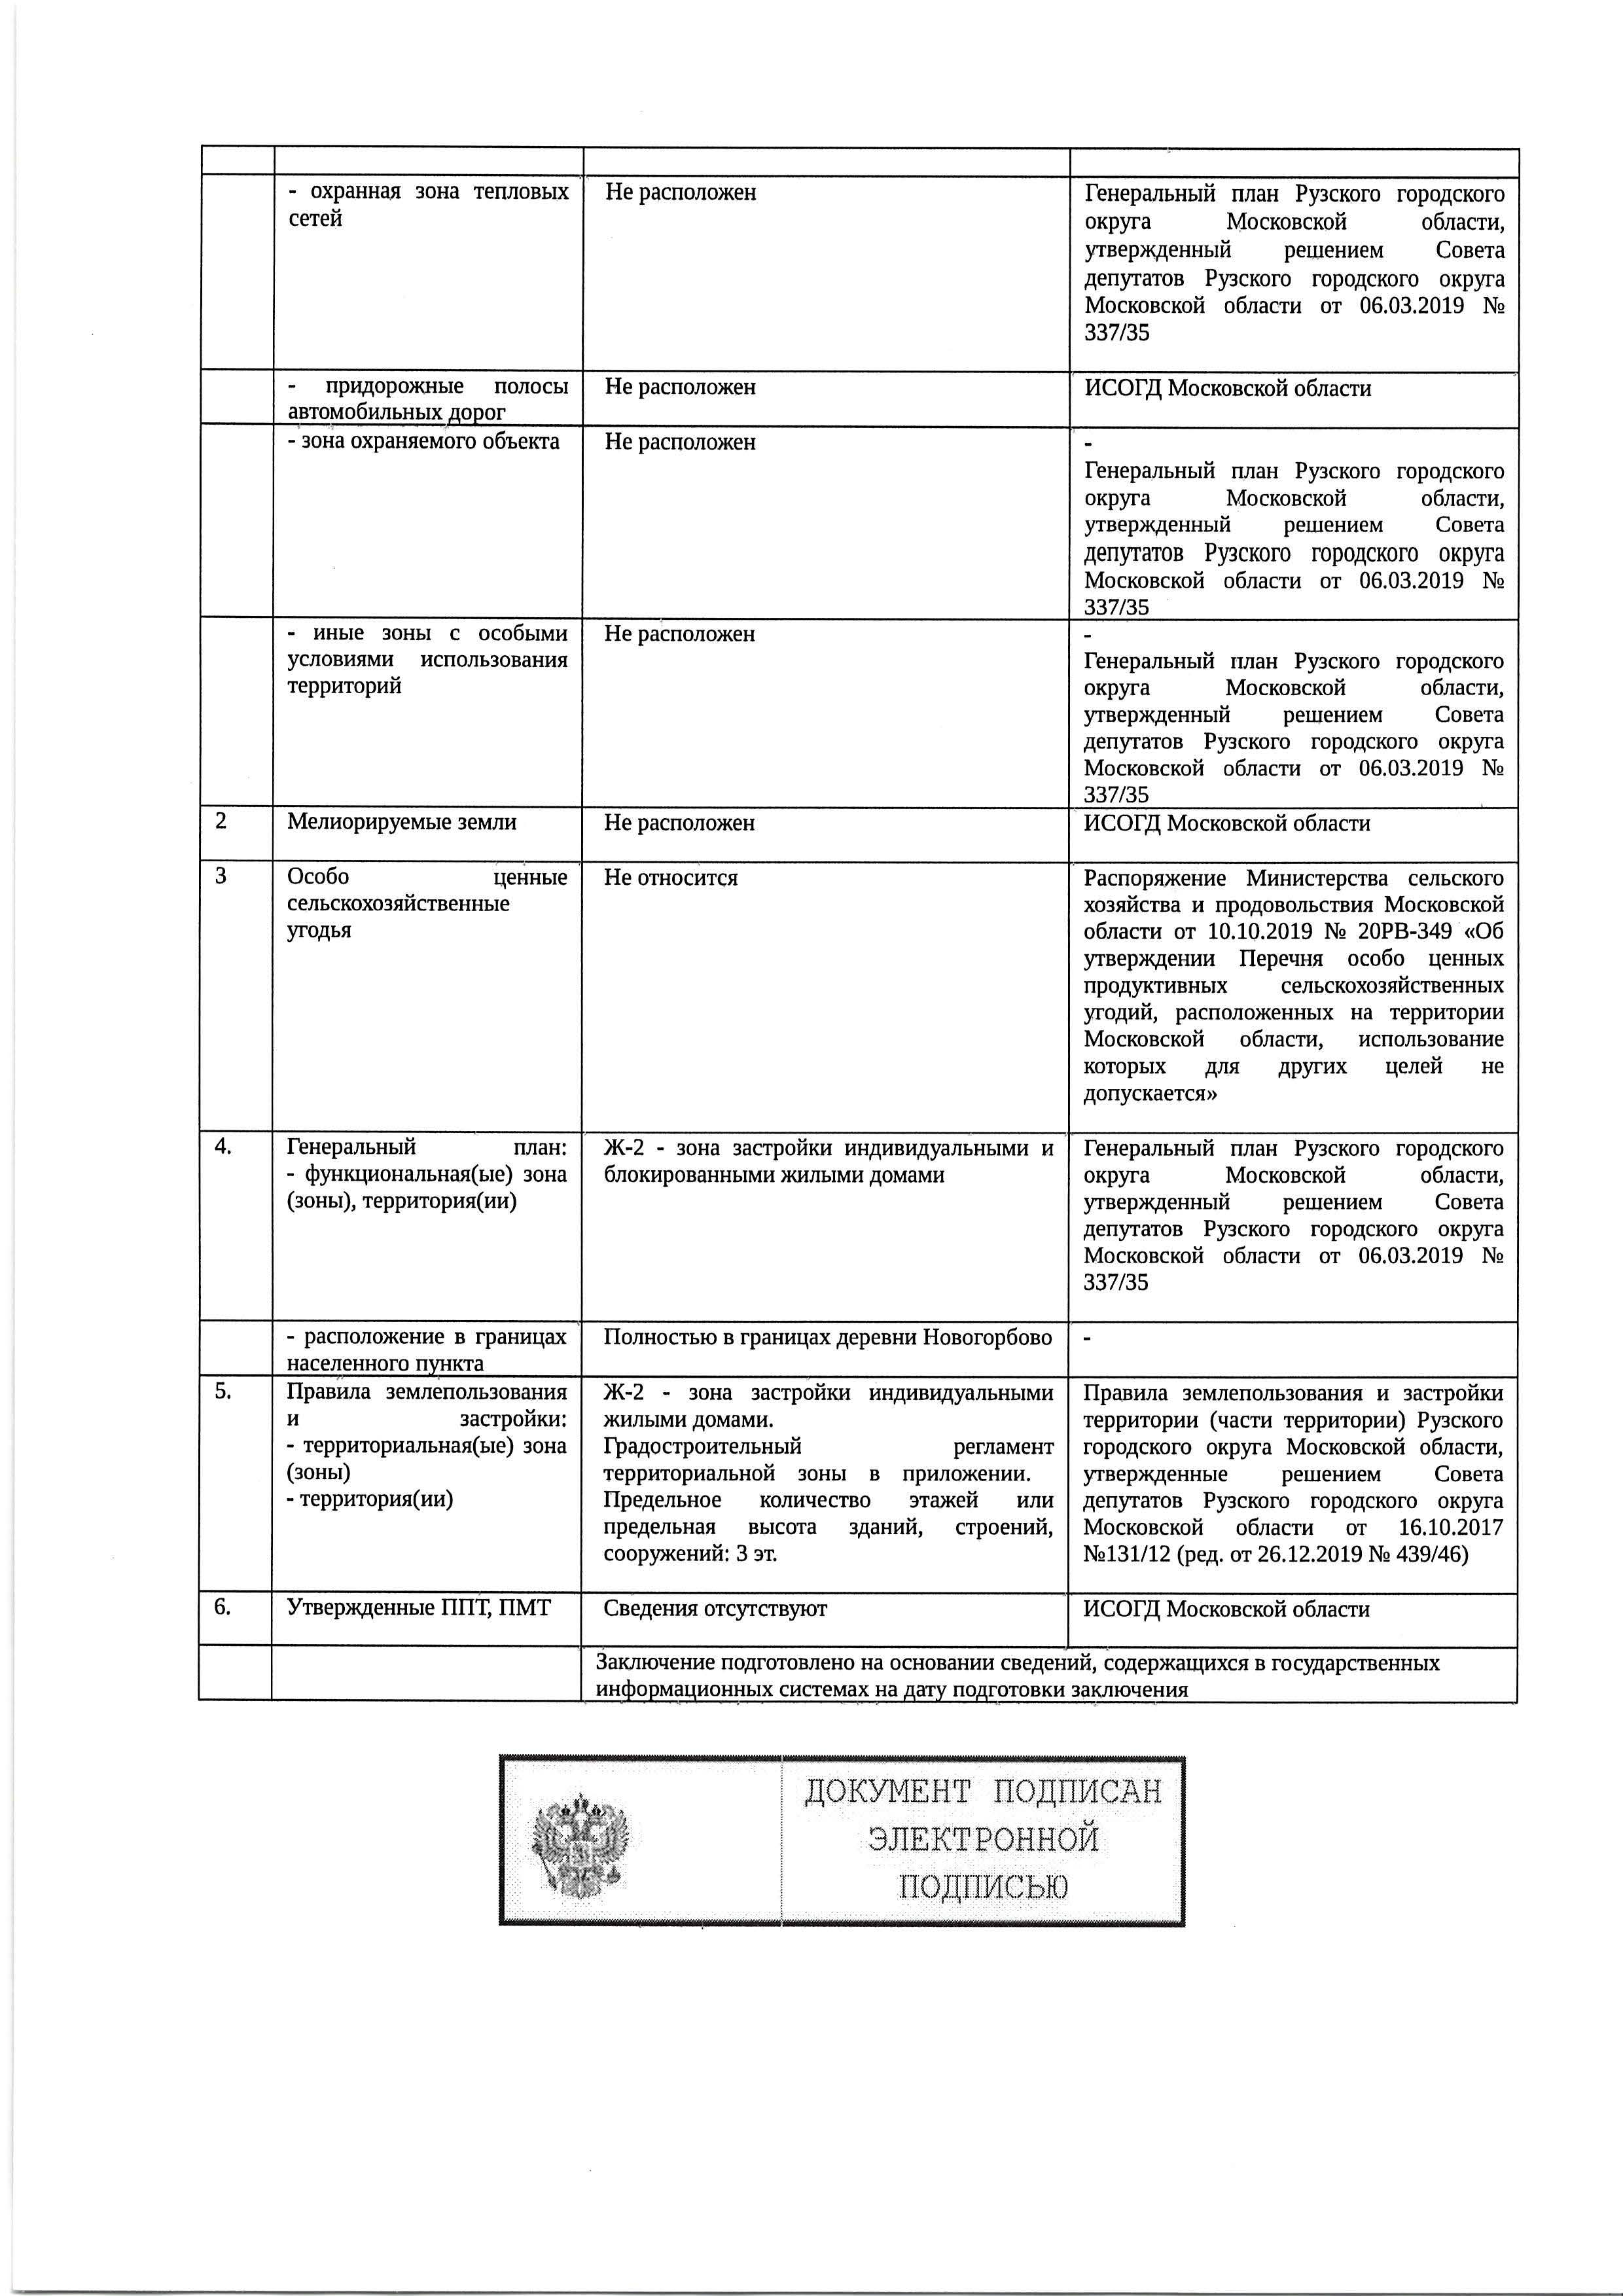 - охранная зона тепловых
сетей
Не расположен
Генеральный план Рузского городского
округа Московской области,
утвержденный решением Совета
депутатов Рузского городского округа
Московской области от 06.03.2019 №
337/35
- придорожные полосы
автомобильных дорог
Не расположен
ИСОГД Московской области
- зона охраняемого объекта
Не расположен
-
Генеральный план Рузского городского
округа Московской области,
утвержденный решением Совета
депутатов Рузского городского округа
Московской области от 06.03.2019 №
337/35
- иные зоны с особыми
условиями использования
территорий
Не расположен
-
Генеральный план Рузского городского
округа Московской области,
утвержденный решением Совета
депутатов Рузского городского округа
Московской области от 06.03.2019 №
337/35
2
Мелиорируемые земли
Не расположен
ИСОГД Московской области
3
Особо ценные
сельскохозяйственные
угодья
Не относится
Распоряжение Министерства сельского
хозяйства и продовольствия Московской
области от 10.10.2019 № 20РВ-349 «Об
утверждении Перечня особо ценных
продуктивных сельскохозяйственных
угодий, расположенных на территории
Московской области, использование
которых для других целей не
допускается»
4.
Генеральный план:
- функциональная(ые) зона
(зоны), территория(ии)
Ж-2 - зона застройки индивидуальными и
блокированными жилыми домами
Генеральный план Рузского городского
округа Московской области,
утвержденный решением Совета
депутатов Рузского городского округа
Московской области от 06.03.2019 №
337/35
- расположение в границах
населенного пункта
Полностью в границах деревни Новогорбово
-
5.
Правила землепользования
и застройки:
- территориальная(ые) зона
(зоны)
- территория(ии)
Ж-2 - зона застройки индивидуальными
жилыми домами.
Градостроительный регламент
территориальной зоны в приложении.
Предельное количество этажей или
предельная высота зданий, строений,
сооружений: 3 эт.
Правила землепользования и застройки
территории (части территории) Рузского
городского округа Московской области,
утвержденные решением Совета
депутатов Рузского городского округа
Московской области от 16.10.2017
№131/12 (ред. от 26.12.2019 № 439/46)
6.
Утвержденные ППТ, ПМТ
Сведения отсутствуют
ИСОГД Московской области
Заключение подготовлено на основании сведений, содержащихся в государственных
информационных системах на дату подготовки заключения
ДОКУМЕНТ ПОДПИСАН
ЭЛЕКТРОННОЙ
ПОДПИСЬЮ